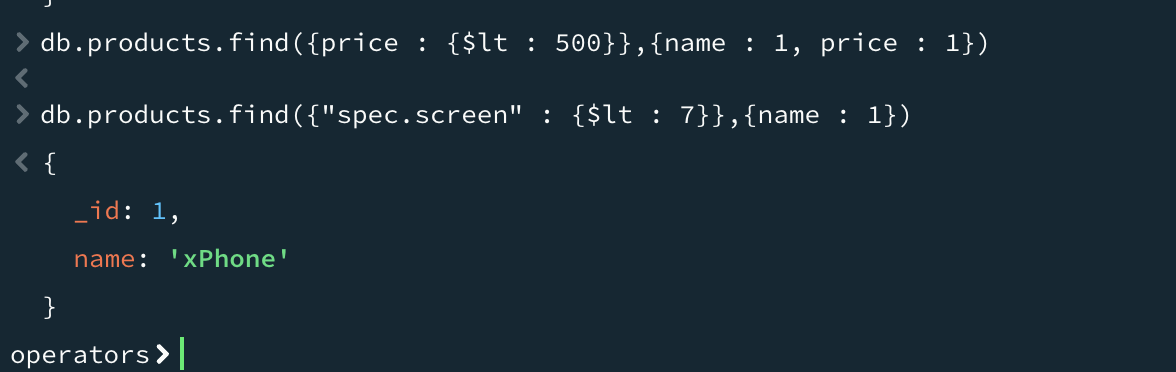 }
> db.products.find({price : {$lt : 500}},{name : 1, price : 1})
<
> db.products.find({"spec.screen" : {$lt : 7}},{name : 1})
< {
_id: 1,
name: 'xPhone'
}
operators>